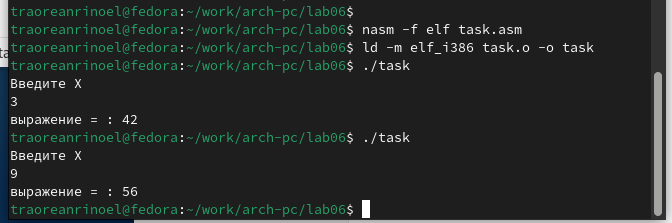 traoreanrinoel@fedora:~/work/arch-pc/lab06$
traoreanrinoel@fedora:~/work/arch-pc/lab06$ nasm -f elf task.asm
traoreanrinoel@fedora:~/work/arch-pc/lab06$ ld -m elf_i386 task.o -o task
traoreanrinoel@fedora:~/work/arch-pc/lab06$ ./task
Введите X
3
выражение = : 42
traoreanrinoel@fedora:~/work/arch-pc/lab06$ ./task
Введите X
9
выражение = : 56
traoreanrinoel@fedora:~/work/arch-pc/lab06$